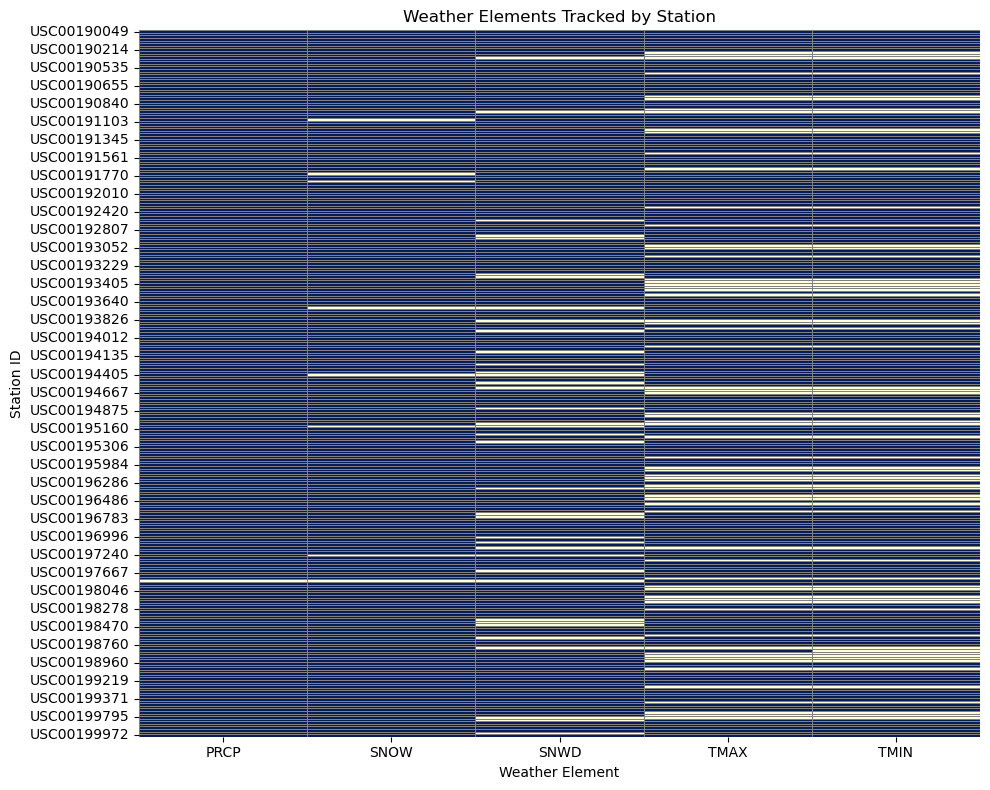 Weather Elements Tracked by Station
Station ID
USC00190049
USC00190214
USC00190535
USC00190655
USC00190840
USC00191103
USC00191345
USC00191561
USC00191770
USC00192010
USC00192420
USC00192807
USC00193052
USC00193229
USC00193405
USC00193640
USC00193826
USC00194012
USC00194135
USC00194405
USC00194667
USC00194875
USC00195160
USC00195306
USC00195984
USC00196286
USC00196486
USC00196783
USC00196996
USC00197240
USC00197667
USC00198046
USC00198278
USC00198470
USC00198760
USC00198960
USC00199219
USC00199371
USC00199795
USC00199972
PRCP SNOW SNWD TMAX TMIN
Weather Element